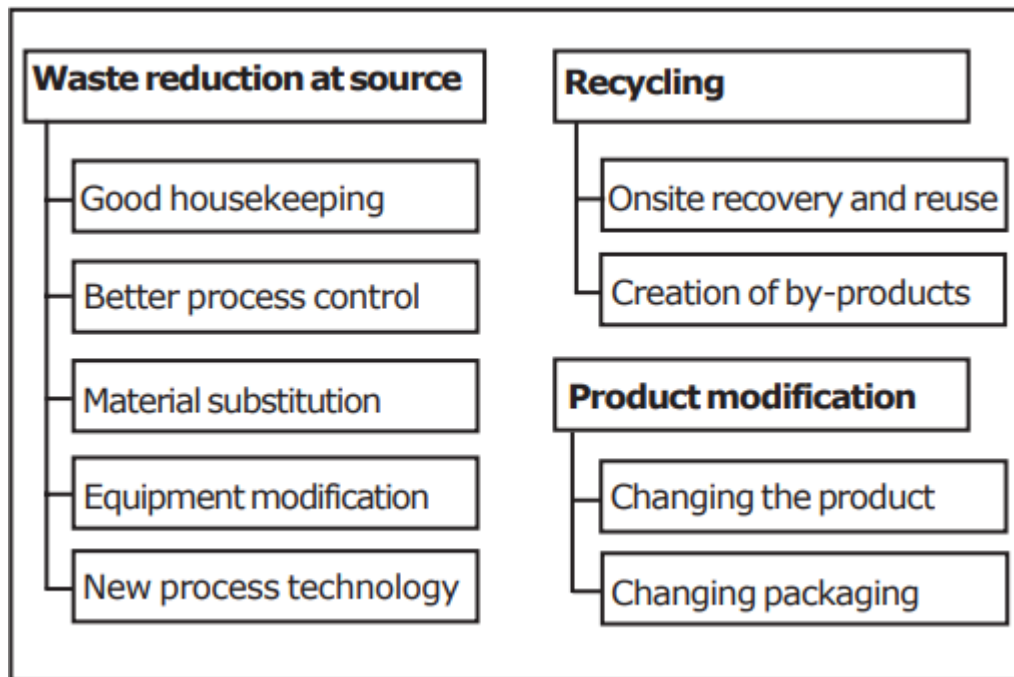 Waste reduction at source
Good housekeeping
Better process control
Material substitution
Equipment modification
New process technology
Recycling
Onsite recovery and reuse
Creation of by-products
Product modification
Changing the product
Changing packaging